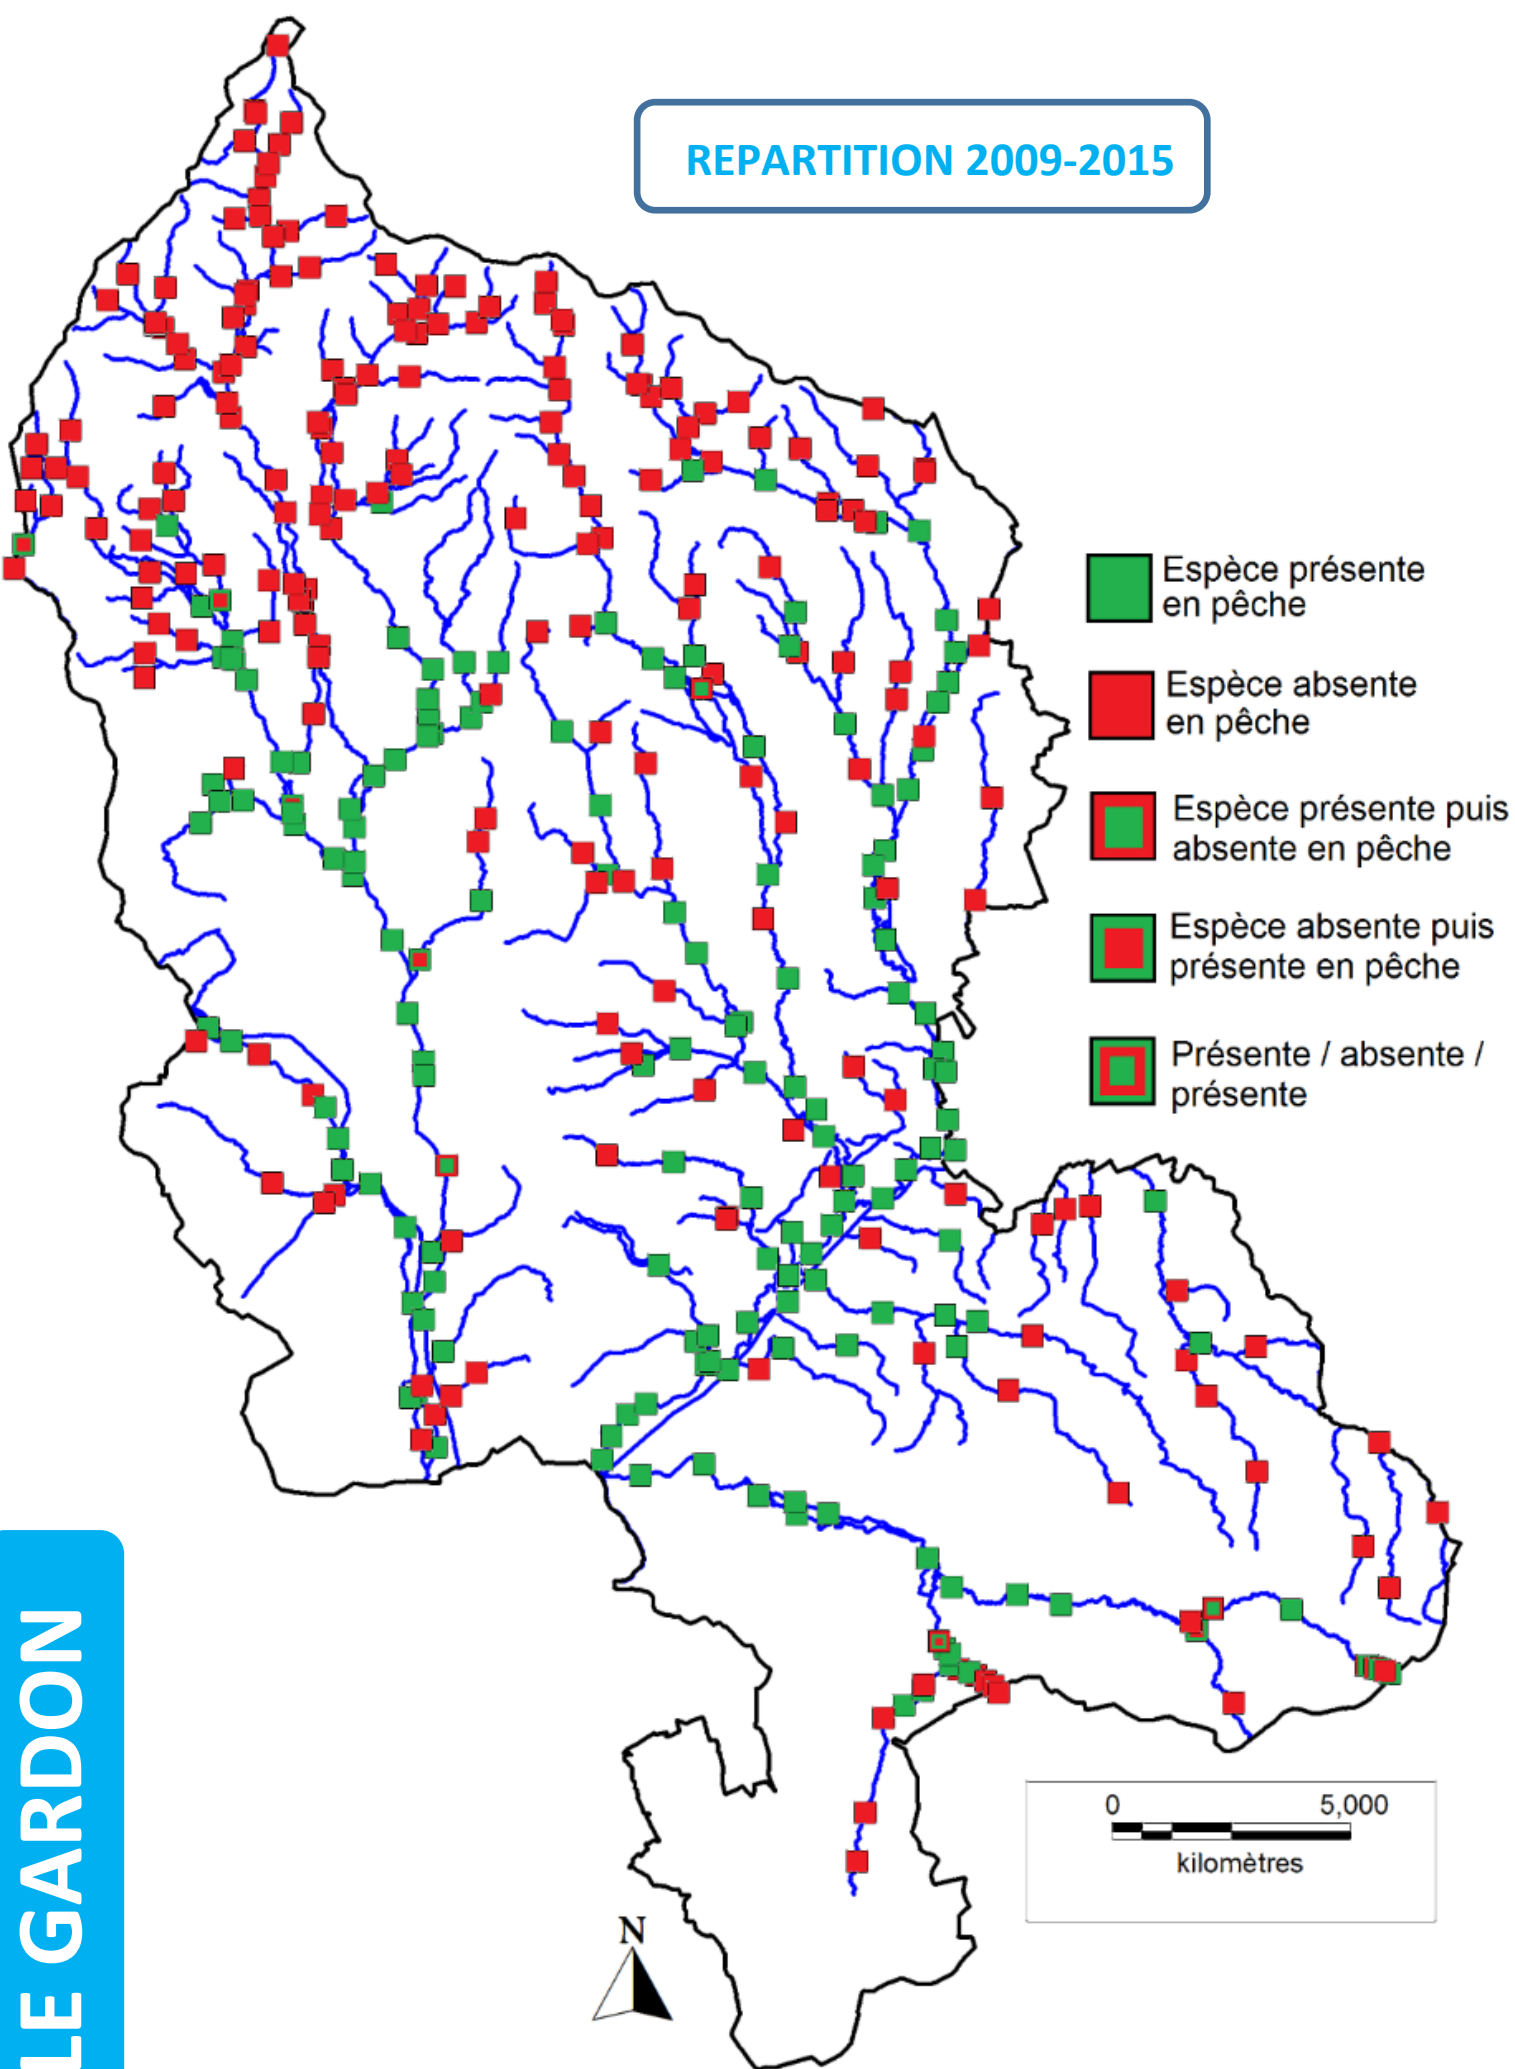 REPARTITION 2009-2015
Espèce présente
en pêche
Espèce absente
en pêche
Espèce présente puis
absente en pêche
Espèce absente puis
présente en pêche
Présente / absente /
présente
LE GARDON
0 5,000
kilomètres
N